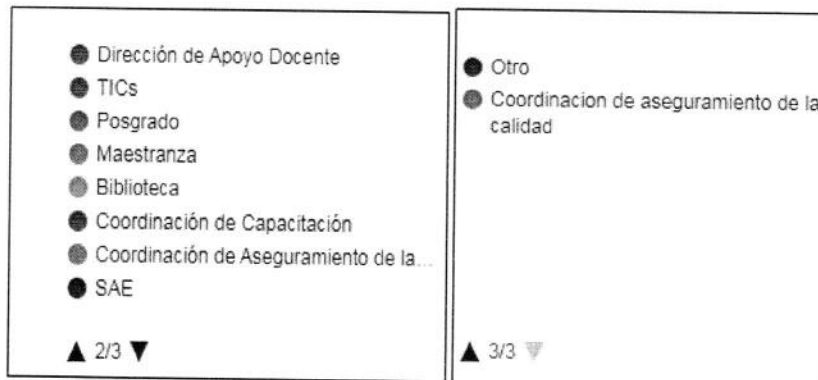 Dirección de Apoyo Docente
TICs
Posgrado
Maestranza
Biblioteca
Coordinación de Capacitación
Coordinación de Aseguramiento de la...
SAE
▲ 2/3 ▼
Otro
Coordinacion de aseguramiento de la
calidad
▲ 3/3 ▼